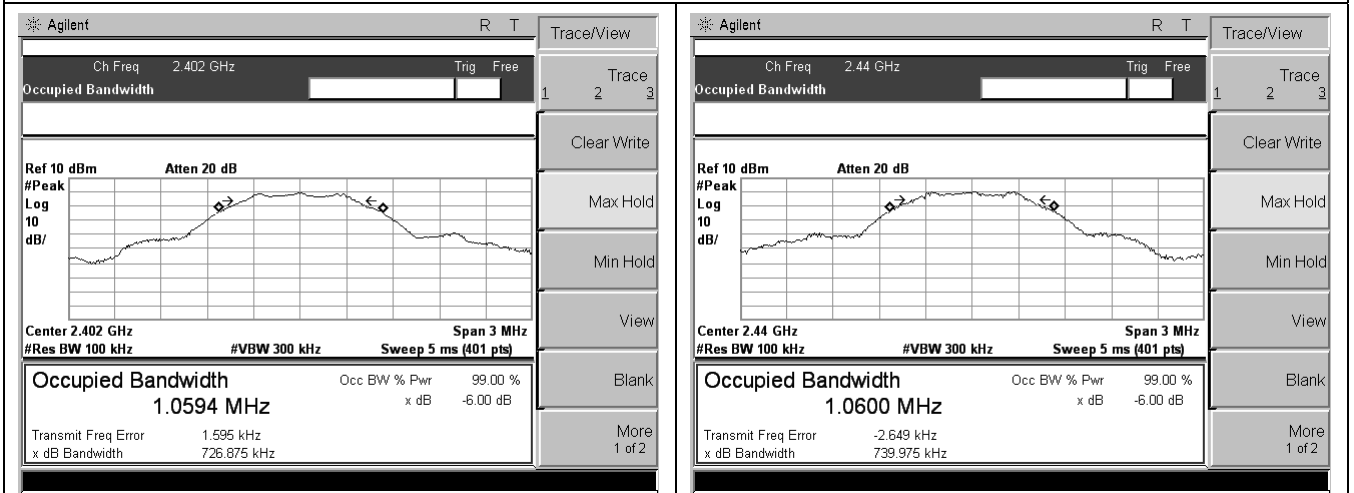 Agilent R T
Trace/View
Ch Freq 2.402 GHz Trig Free
Occupied Bandwidth
Trace
1 2 3
Clear Write
Ref 10 dBm Atten 20 dB
#Peak
Log
10
dB/
Max Hold
Min Hold
View
Center 2.402 GHz Span 3 MHz
#Res BW 100 kHz #VBW 300 kHz Sweep 5 ms (401 pts)
Occupied Bandwidth Occ BW % Pwr 99.00 %
1.0594 MHz x dB -6.00 dB
Blank
Transmit Freq Error 1.595 kHz
x dB Bandwidth 726.875 kHz
More
1 of 2
Agilent R T
Trace/View
Ch Freq 2.44 GHz Trig Free
Occupied Bandwidth
Trace
1 2 3
Clear Write
Ref 10 dBm Atten 20 dB
#Peak
Log
10
dB/
Max Hold
Min Hold
View
Center 2.44 GHz Span 3 MHz
#Res BW 100 kHz #VBW 300 kHz Sweep 5 ms (401 pts)
Occupied Bandwidth Occ BW % Pwr 99.00 %
1.0600 MHz x dB -6.00 dB
Blank
Transmit Freq Error -2.649 kHz
x dB Bandwidth 739.975 kHz
More
1 of 2